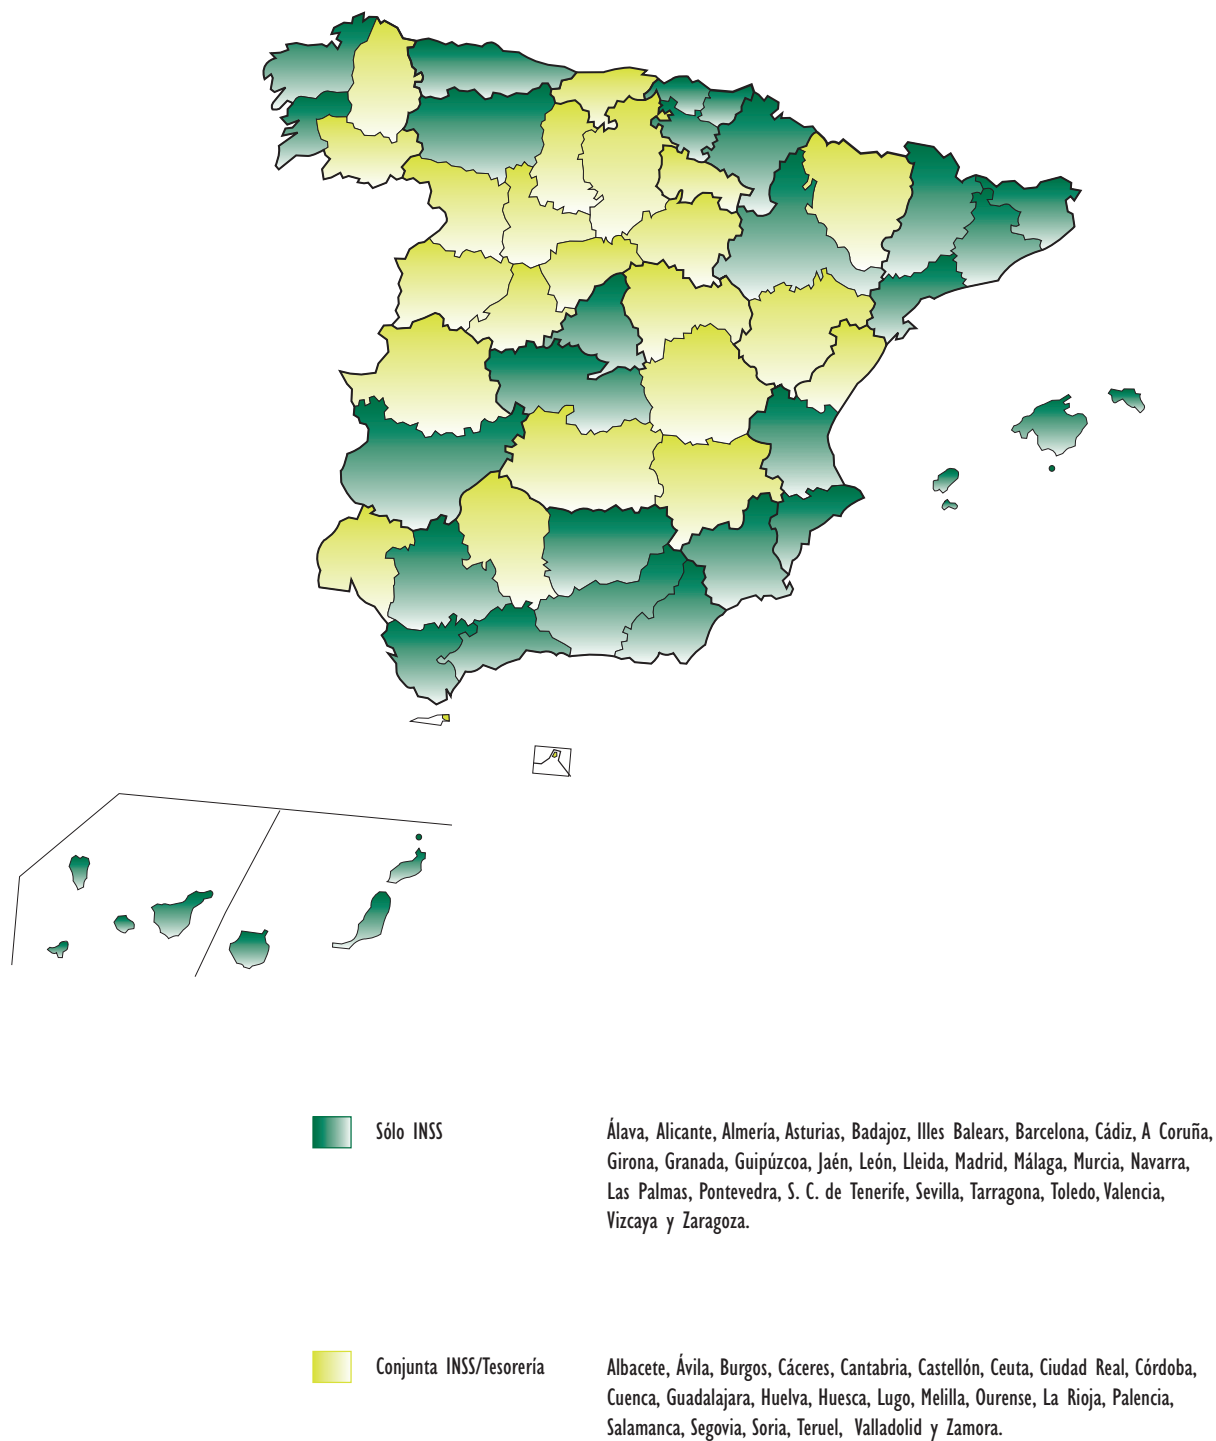 Sólo INSS
Álava, Alicante, Almería, Asturias, Badajoz, Illes Balears, Barcelona, Cádiz, A Coruña,
Girona, Granada, Guipúzcoa, Jaén, León, Lleida, Madrid, Málaga, Murcia, Navarra,
Las Palmas, Pontevedra, S. C. de Tenerife, Sevilla, Tarragona, Toledo, Valencia,
Vizcaya y Zaragoza.
Conjunta INSS/Tesorería
Albacete, Ávila, Burgos, Cáceres, Cantabria, Castellón, Ceuta, Ciudad Real, Córdoba,
Cuenca, Guadalajara, Huelva, Huesca, Lugo, Melilla, Ourense, La Rioja, Palencia,
Salamanca, Segovia, Soria, Teruel, Valladolid y Zamora.